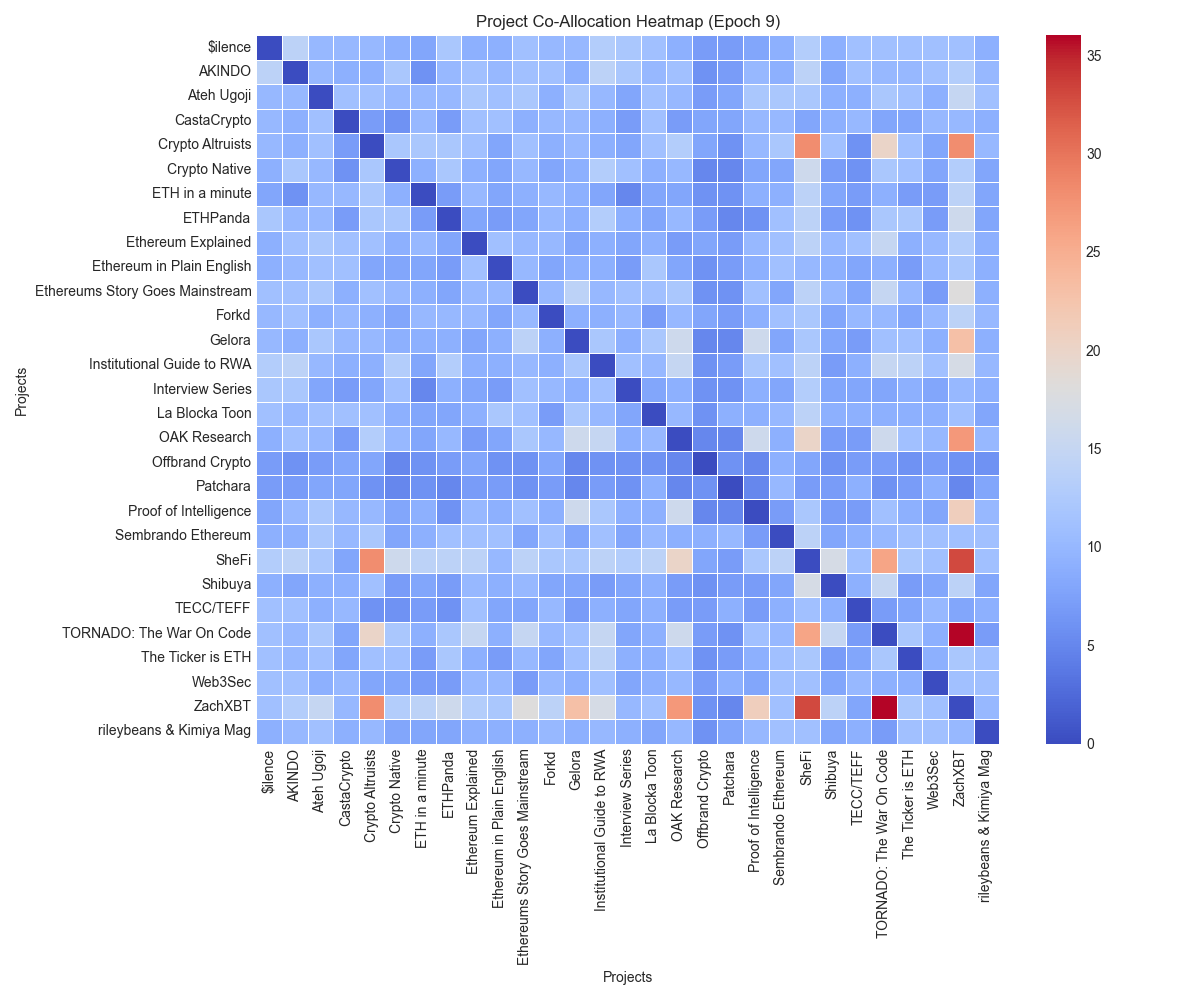 Project Co-Allocation Heatmap (Epoch 9)
$ilence
AKINDO
Ateh Ugoji
CastaCrypto
Crypto Altruists
Crypto Native
ETH in a minute
ETHPanda
Ethereum Explained
Ethereum in Plain English
Ethereums Story Goes Mainstream
Forkd
Gelora
Institutional Guide to RWA
Interview Series
La Blocka Toon
OAK Research
Offbrand Crypto
Patchara
Proof of Intelligence
Sembrando Ethereum
SheFi
Shibuya
TECC/TEFF
TORNADO: The War On Code
The Ticker is ETH
Web3Sec
ZachXBT
rileybeans & Kimiya Mag
Projects
$ilence
AKINDO
Ateh Ugoji
CastaCrypto
Crypto Altruists
Crypto Native
ETH in a minute
ETHPanda
Ethereum Explained
Ethereum in Plain English
Ethereums Story Goes Mainstream
Forkd
Gelora
Institutional Guide to RWA
Interview Series
La Blocka Toon
OAK Research
Offbrand Crypto
Patchara
Proof of Intelligence
Sembrando Ethereum
SheFi
Shibuya
TECC/TEFF
TORNADO: The War On Code
The Ticker is ETH
Web3Sec
ZachXBT
rileybeans & Kimiya Mag
Projects
35
30
25
20
15
10
5
0